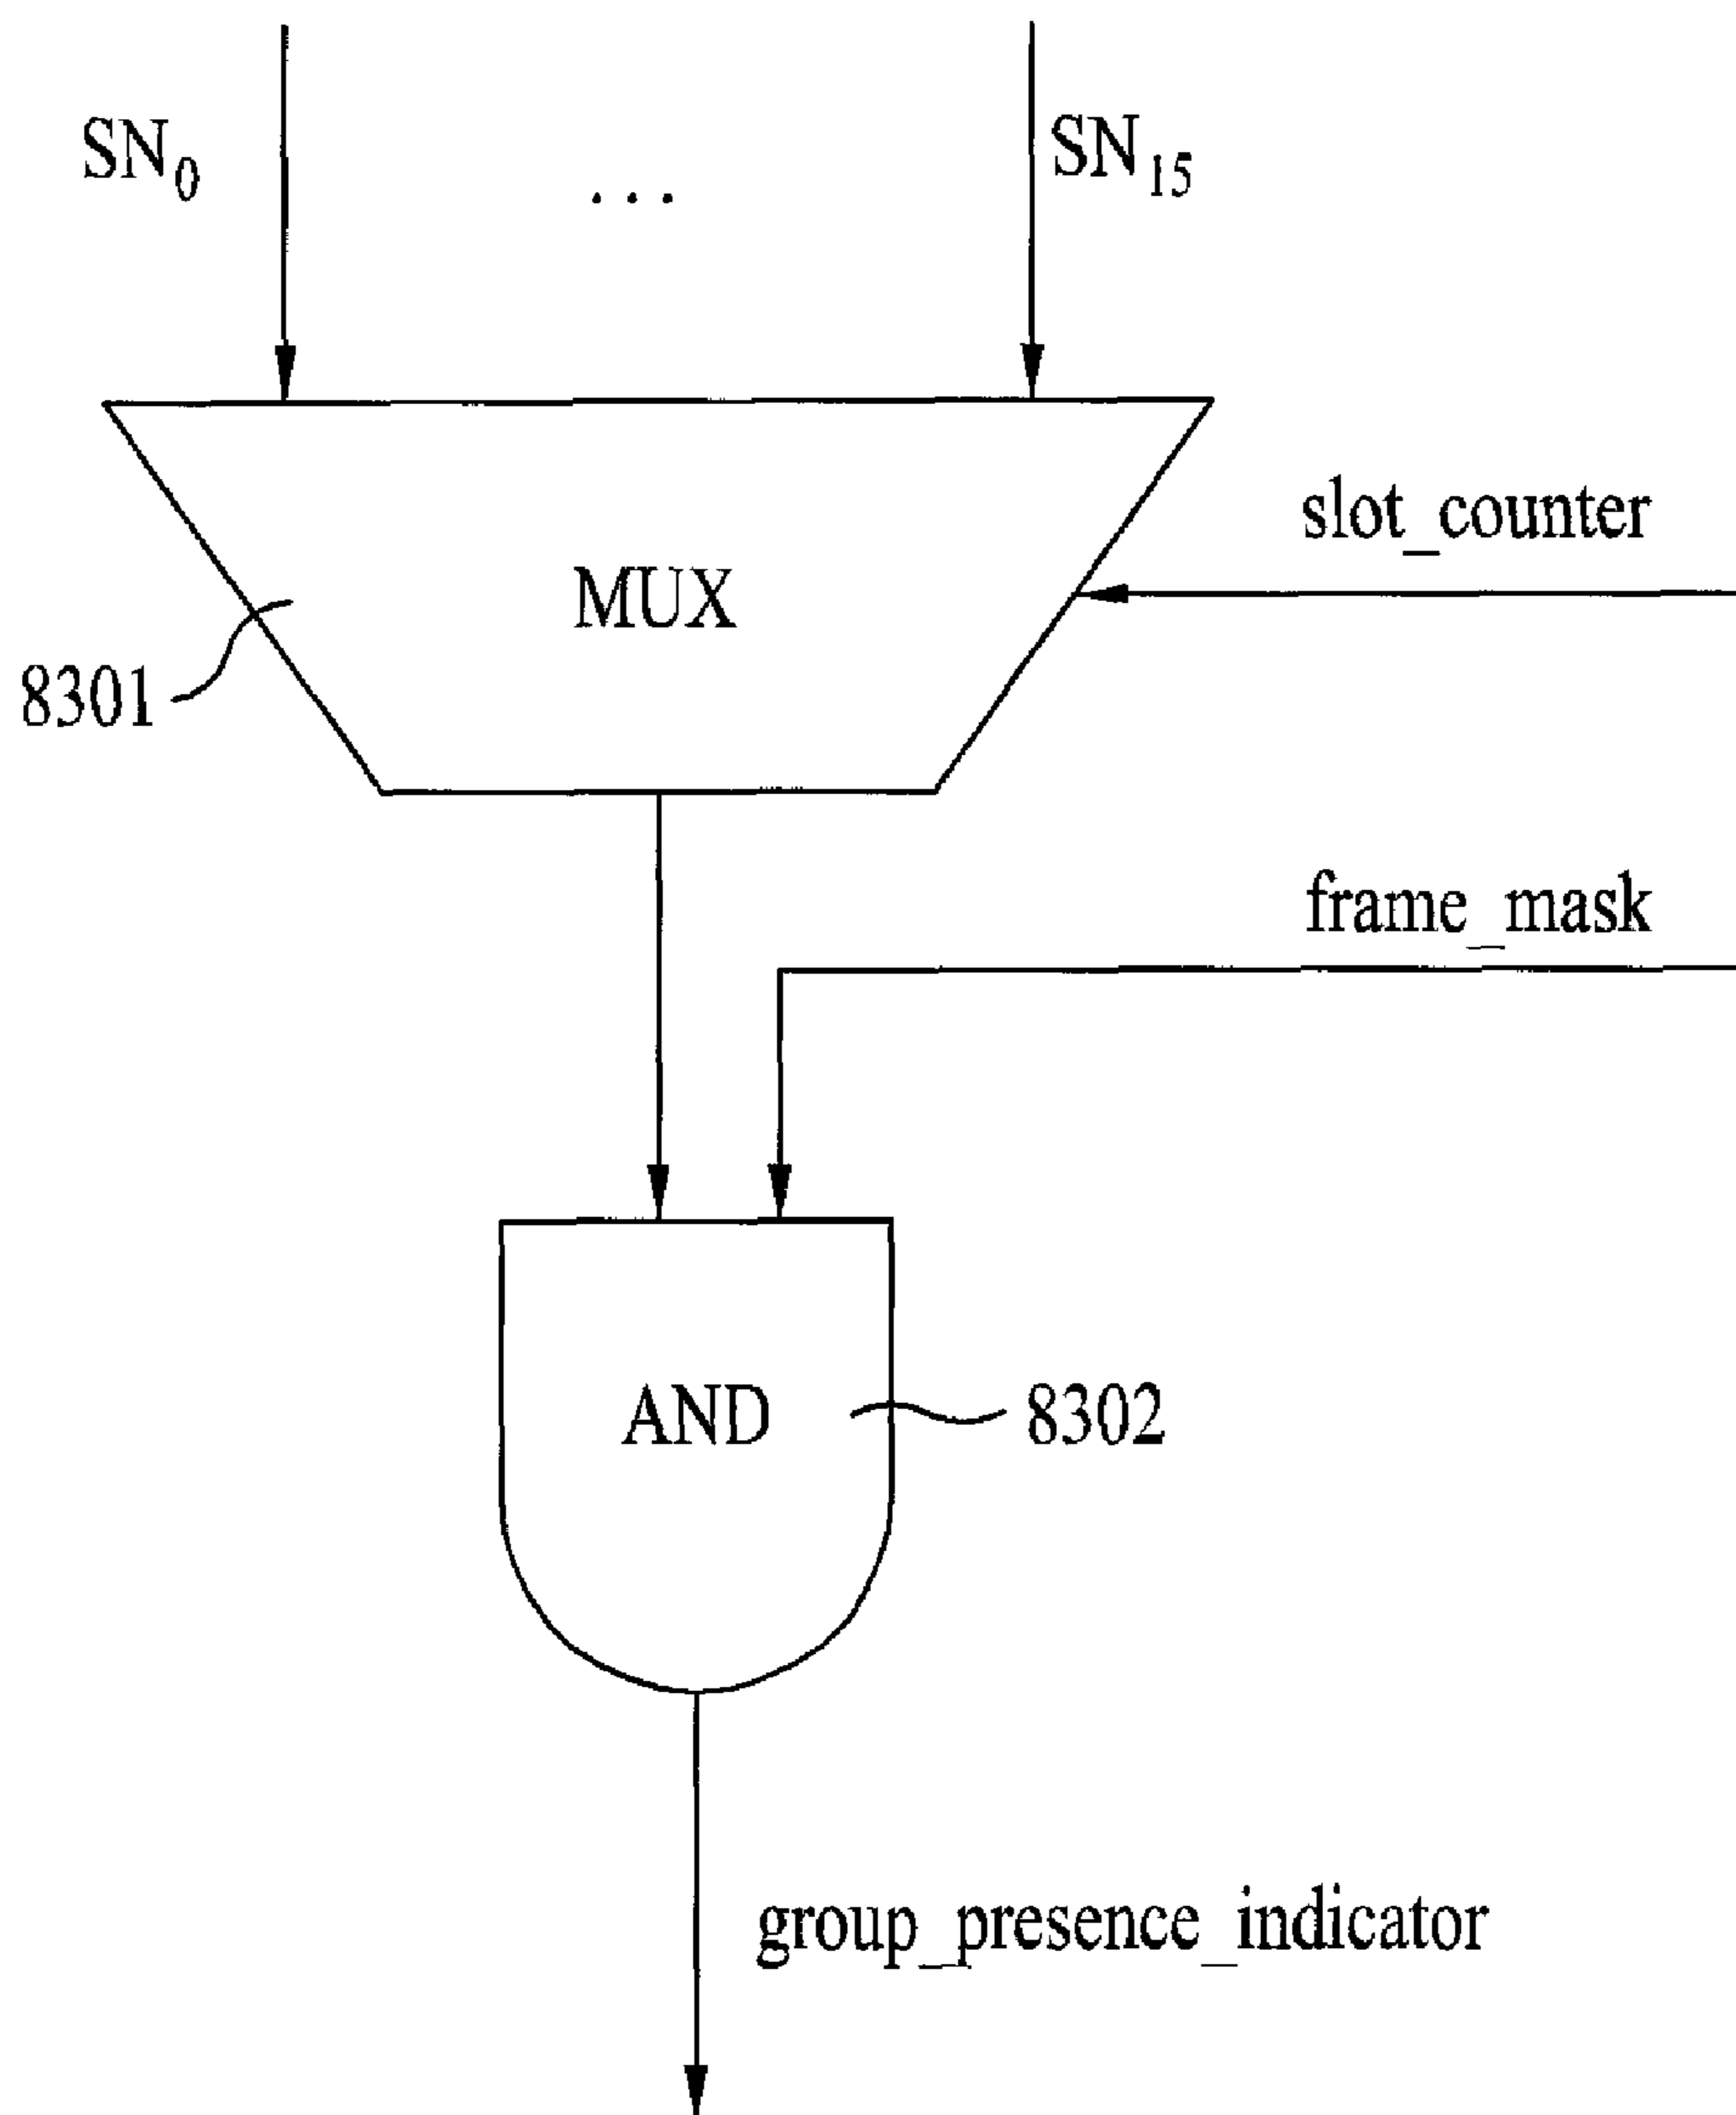 SN0
...
SN15
slot_counter
MUX
8301
frame_mask
AND
8302
group_presence_indicator